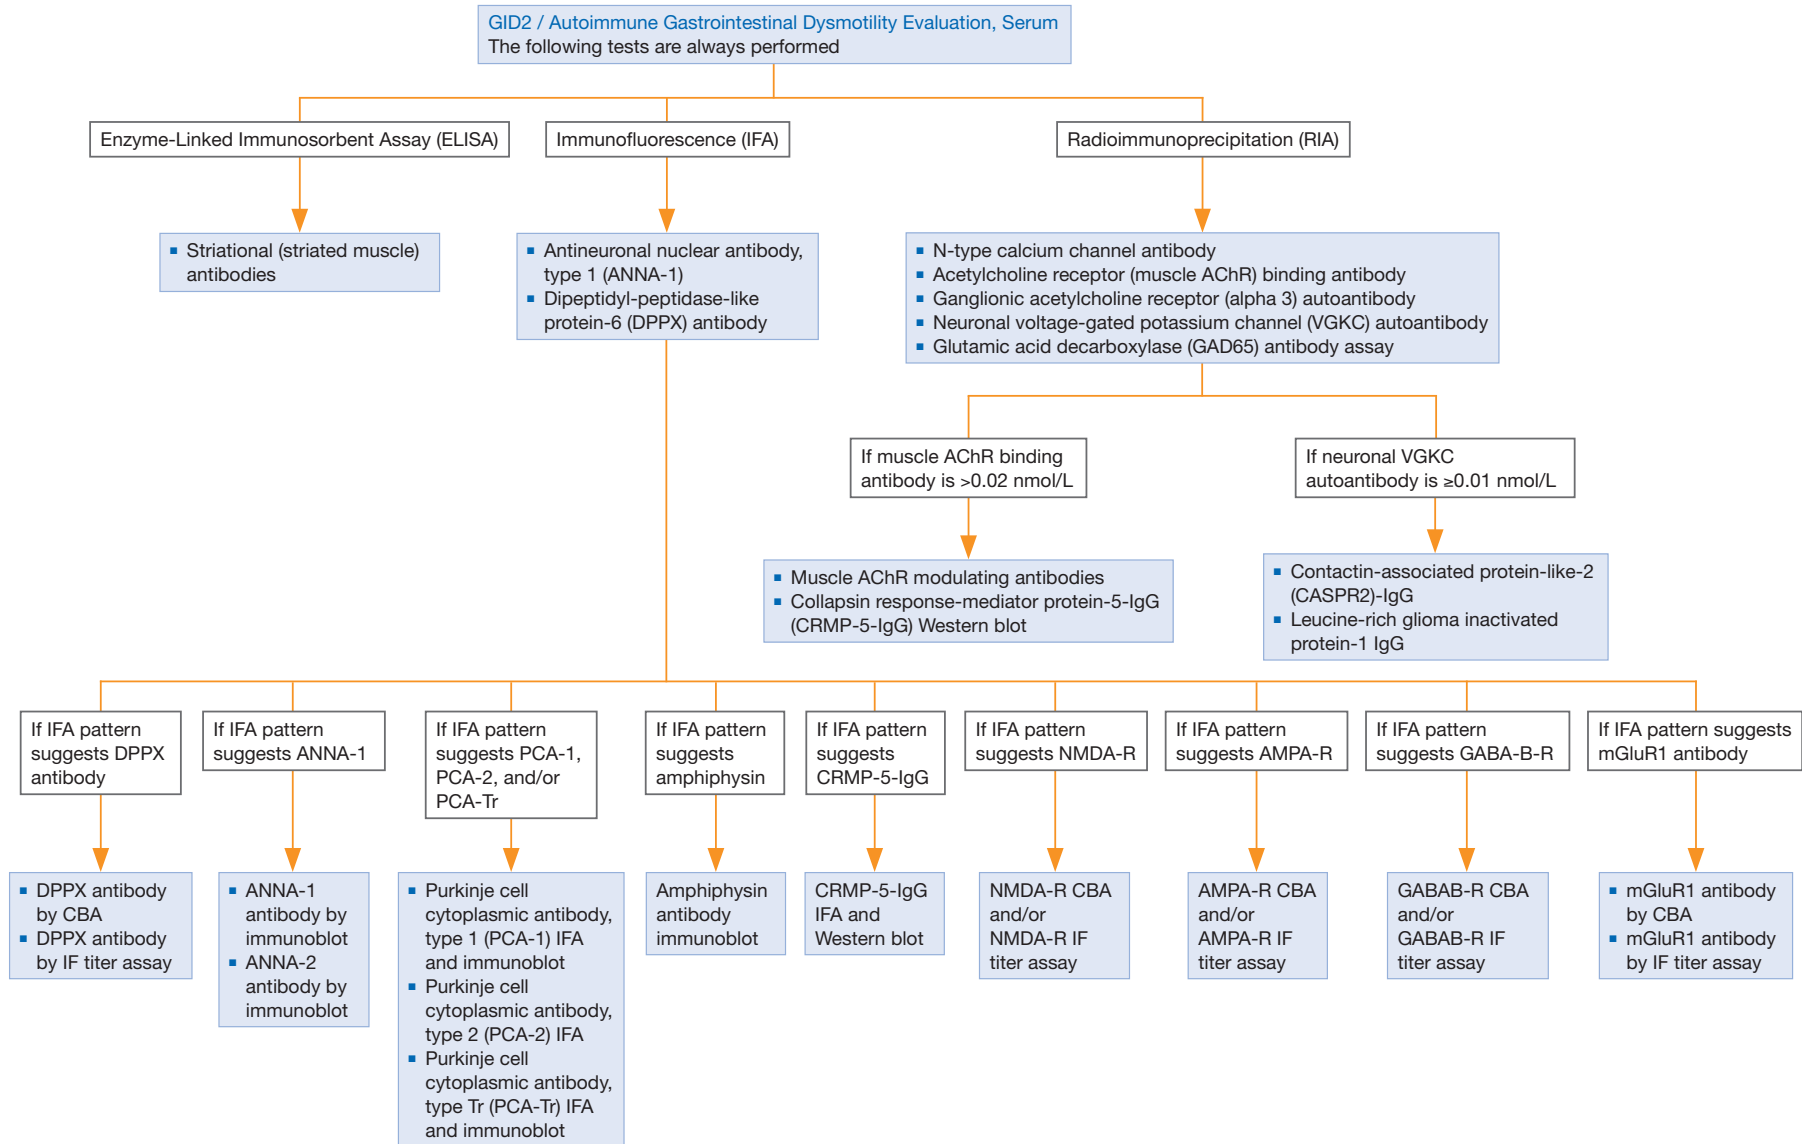 GID2 / Autoimmune Gastrointestinal Dysmotility Evaluation, Serum
The following tests are always performed
Enzyme-Linked Immunosorbent Assay (ELISA)
Immunofluorescence (IFA)
Radioimmunoprecipitation (RIA)
▪ Striational (striated muscle)
antibodies
▪ Antineuronal nuclear antibody,
type 1 (ANNA-1)
▪ Dipeptidyl-peptidase-like
protein-6 (DPPX) antibody
▪ N-type calcium channel antibody
▪ Acetylcholine receptor (muscle AChR) binding antibody
▪ Ganglionic acetylcholine receptor (alpha 3) autoantibody
▪ Neuronal voltage-gated potassium channel (VGKC) autoantibody
▪ Glutamic acid decarboxylase (GAD65) antibody assay
If muscle AChR binding
antibody is >0.02 nmol/L
If neuronal VGKC
autoantibody is ≥0.01 nmol/L
▪ Muscle AChR modulating antibodies
▪ Collapsin response-mediator protein-5-IgG
(CRMP-5-IgG) Western blot
▪ Contactin-associated protein-like-2
(CASPR2)-IgG
▪ Leucine-rich glioma inactivated
protein-1 IgG
If IFA pattern
suggests DPPX
antibody
If IFA pattern
suggests ANNA-1
If IFA pattern
suggests PCA-1,
PCA-2, and/or
PCA-Tr
If IFA pattern
suggests
amphiphysin
If IFA pattern
suggests
CRMP-5-IgG
If IFA pattern
suggests NMDA-R
If IFA pattern
suggests AMPA-R
If IFA pattern
suggests GABA-B-R
If IFA pattern suggests
mGluR1 antibody
▪ DPPX antibody
by CBA
▪ DPPX antibody
by IF titer assay
▪ ANNA-1
antibody by
immunoblot
▪ ANNA-2
antibody by
immunoblot
▪ Purkinje cell
cytoplasmic antibody,
type 1 (PCA-1) IFA
and immunoblot
▪ Purkinje cell
cytoplasmic antibody,
type 2 (PCA-2) IFA
▪ Purkinje cell
cytoplasmic antibody,
type Tr (PCA-Tr) IFA
and immunoblot
Amphiphysin
antibody
immunoblot
CRMP-5-IgG
IFA and
Western blot
NMDA-R CBA
and/or
NMDA-R IF
titer assay
AMPA-R CBA
and/or
AMPA-R IF
titer assay
GABAB-R CBA
and/or
GABAB-R IF
titer assay
▪ mGluR1 antibody
by CBA
▪ mGluR1 antibody
by IF titer assay